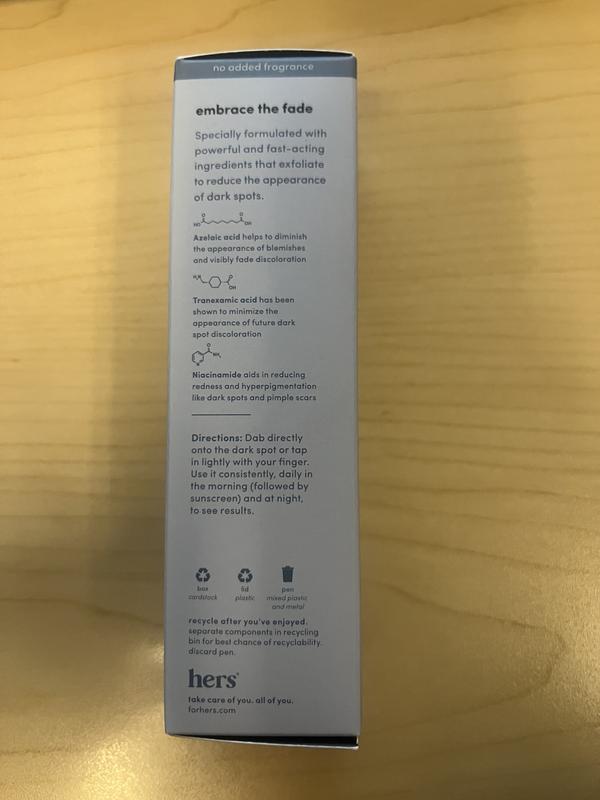 no added fragrance
embrace the fade
Specially formulated with
powerful and fast-acting
ingredients that exfoliate
to reduce the appearance
of dark spots.
HO O O OH
Azelaic acid helps to diminish
the appearance of blemishes
and visibly fade discoloration
H₂N O OH
Tranexamic acid has been
shown to minimize the
appearance of future dark
spot discoloration
O NH₂ N
Niacinamide aids in reducing
redness and hyperpigmentation
like dark spots and pimple scars
Directions: Dab directly
onto the dark spot or tap
in lightly with your finger.
Use it consistently, daily in
the morning (followed by
sunscreen) and at night,
to see results.
box lid pen
cardstock plastic mixed plastic
and metal
recycle after you've enjoyed.
separate components in recycling
bin for best chance of recyclability.
discard pen.
hers
take care of you. all of you.
forhers.com